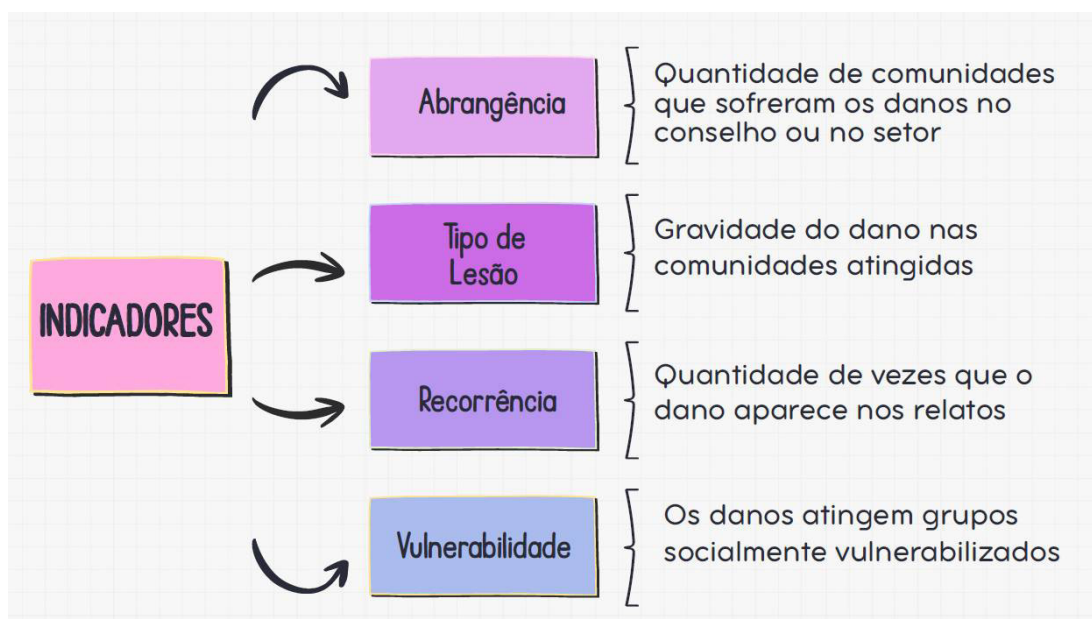 INDICADORES
Abrangência
Quantidade de comunidades
que sofreram os danos no
conselho ou no setor
Tipo de
Lesão
Gravidade do dano nas
comunidades atingidas
Recorrência
Quantidade de vezes que o
dano aparece nos relatos
Vulnerabilidade
Os danos atingem grupos
socialmente vulnerabilizados